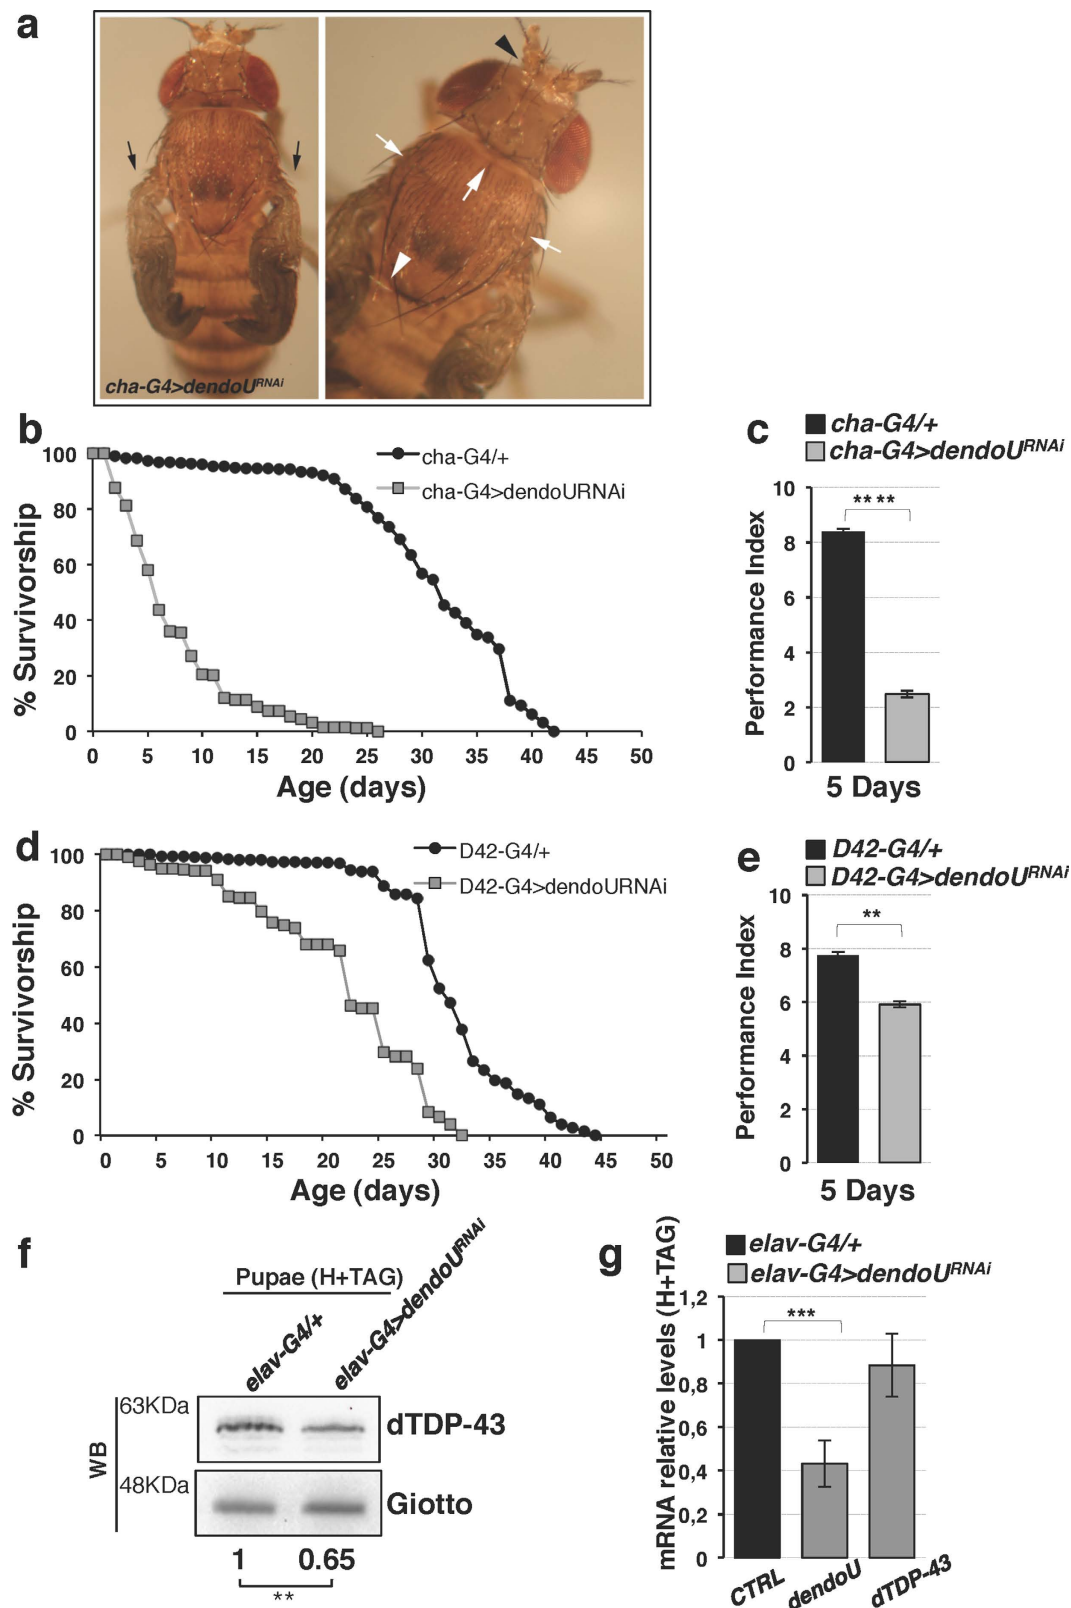 a
cha-G4>dendoU^RNAi
b
cha-G4/+
cha-G4>dendoURNAi
% Survivorship
100
80
60
40
20
0
0 5 10 15 20 25 30 35 40 45 50
Age (days)
c
cha-G4/+
cha-G4>dendoU^RNAi
Performance Index
10
8
6
4
2
0
** **
5 Days
d
D42-G4/+
D42-G4>dendoURNAi
% Survivorship
100
80
60
40
20
0
0 5 10 15 20 25 30 35 40 45 50
Age (days)
e
D42-G4/+
D42-G4>dendoU^RNAi
Performance Index
10
8
6
4
2
0
**
5 Days
f
Pupae (H+TAG)
elav-G4/+
elav-G4>dendoU^RNAi
WB
63KDa
dTDP-43
48KDa
Giotto
1 0.65
**
g
elav-G4/+
elav-G4>dendoU^RNAi
mRNA relative levels (H+TAG)
1,2
1
0,8
0,6
0,4
0,2
0
***
CTRL
dendoU
dTDP-43